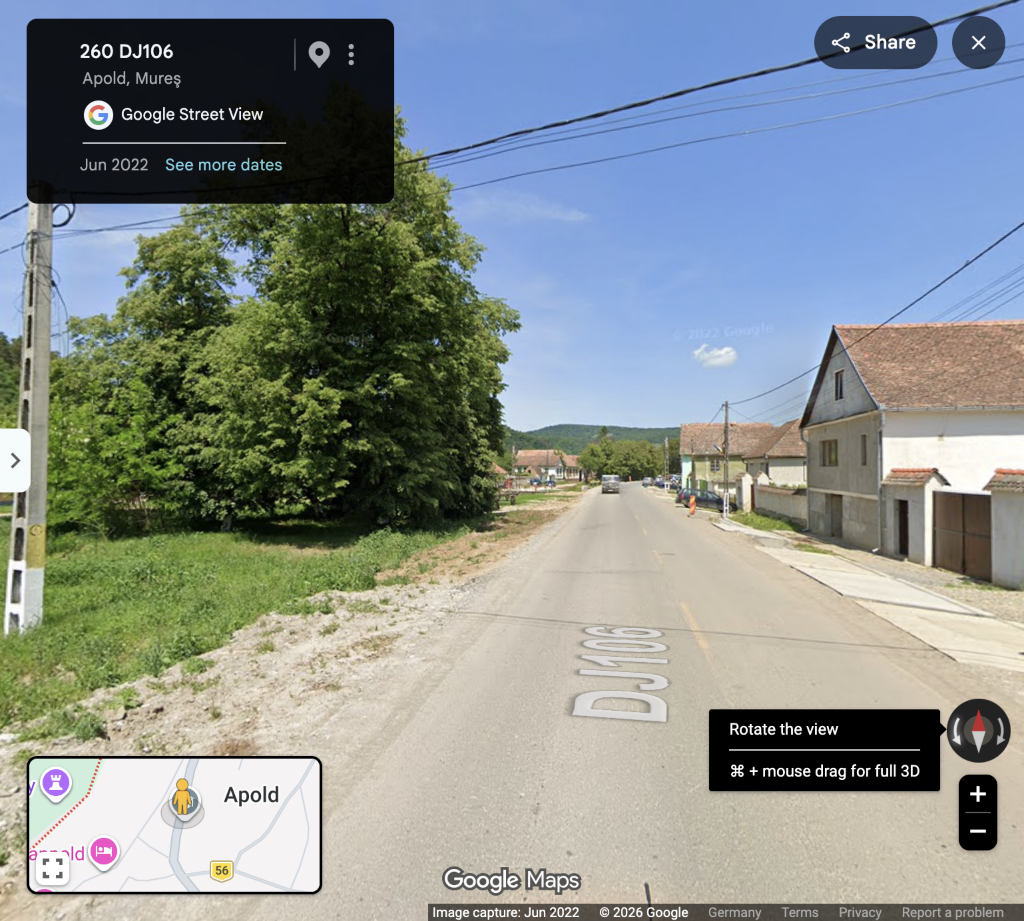 260 DJ106
Apold, Mureş
Google Street View
Jun 2022 See more dates
Share
© 2022 Google
DJ106
Rotate the view
⌘ + mouse drag for full 3D
Apold
56
Google Maps
Image capture: Jun 2022 © 2026 Google Germany Terms Privacy Report a problem